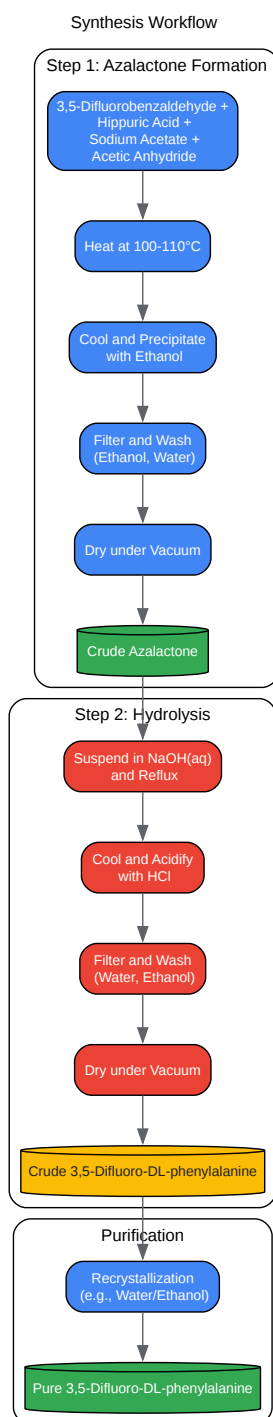 Synthesis Workflow
Step 1: Azalactone Formation
3,5-Difluorobenzaldehyde +
Hippuric Acid +
Sodium Acetate +
Acetic Anhydride
Heat at 100-110°C
Cool and Precipitate
with Ethanol
Filter and Wash
(Ethanol, Water)
Dry under Vacuum
Crude Azalactone
Step 2: Hydrolysis
Suspend in NaOH(aq)
and Reflux
Cool and Acidify
with HCl
Filter and Wash
(Water, Ethanol)
Dry under Vacuum
Crude 3,5-Difluoro-DL-phenylalanine
Purification
Recrystallization
(e.g., Water/Ethanol)
Pure 3,5-Difluoro-DL-phenylalanine